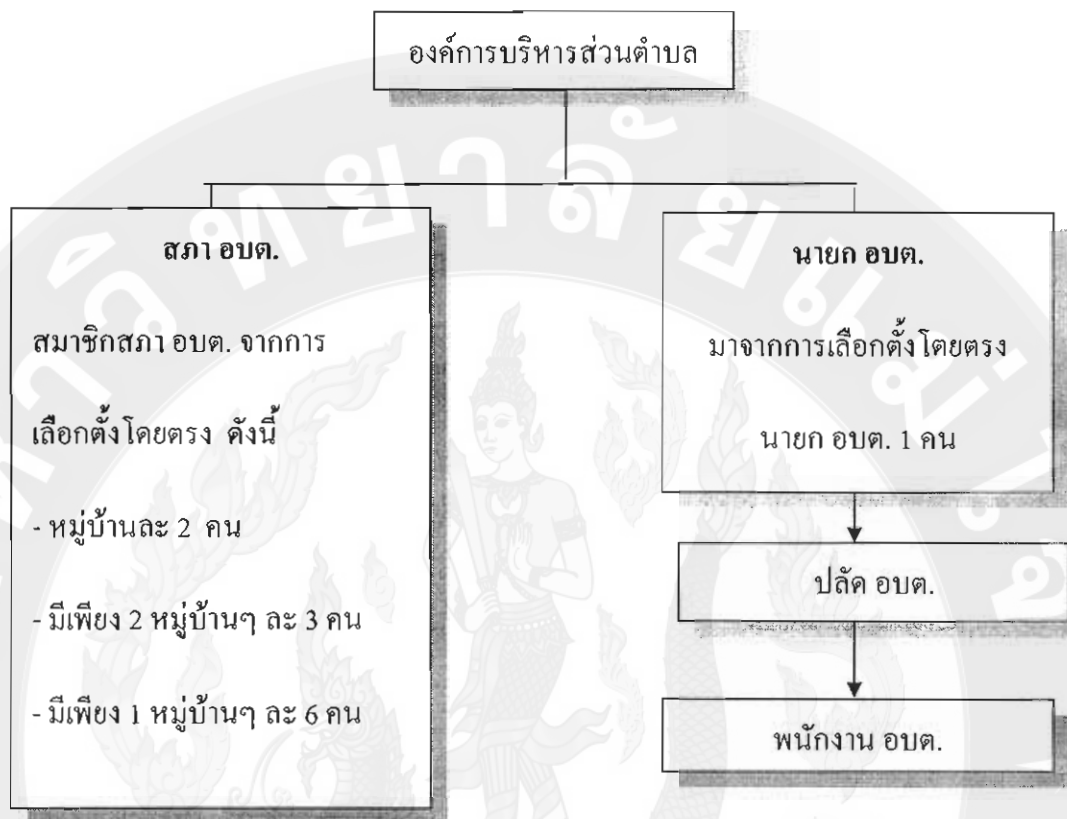 องค์การบริหารส่วนตำบล
สภา อบต.
สมาชิกสภา อบต. จากการ
เลือกตั้งโดยตรง ดังนี้
- หมู่บ้านละ 2 คน
- มีเพียง 2 หมู่บ้านๆ ละ 3 คน
- มีเพียง 1 หมู่บ้านๆ ละ 6 คน
นายก อบต.
มาจากการเลือกตั้งโดยตรง
นายก อบต. 1 คน
ปลัด อบต.
พนักงาน อบต.